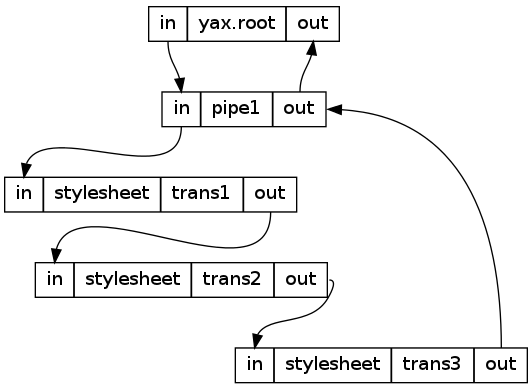 in yax.root out
in pipe1 out
in stylesheet trans1 out
in stylesheet trans2 out
in stylesheet trans3 out